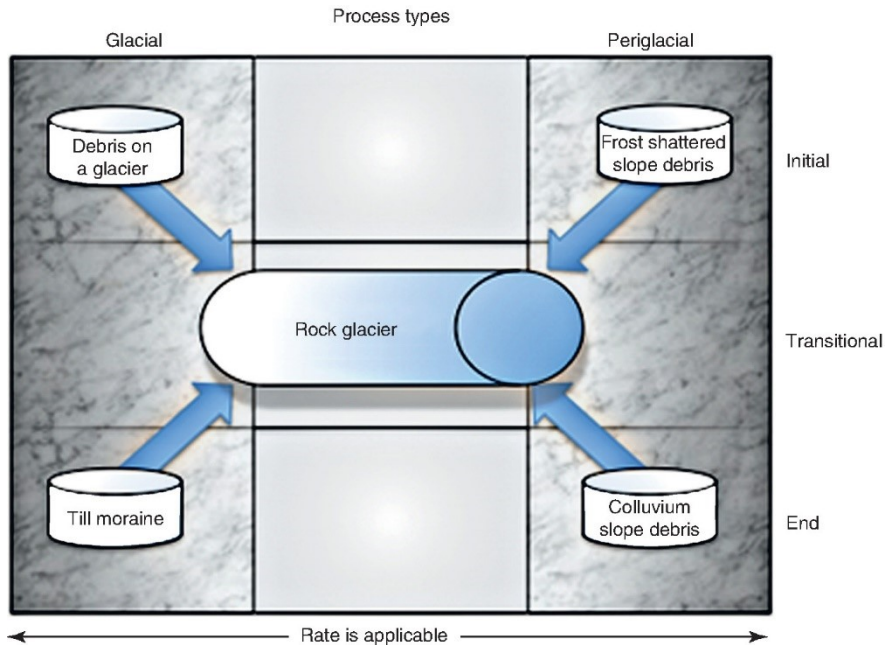 Process types
Glacial
Periglacial
Debris on
a glacier
Frost shattered
slope debris
Initial
Rock glacier
Transitional
Till moraine
Colluvium
slope debris
End
Rate is applicable